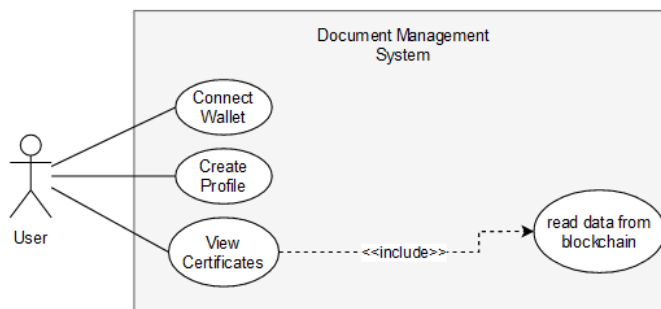 Document Management
System
Connect
Wallet
Create
Profile
User
View
Certificates
<<include>>
read data from
blockchain